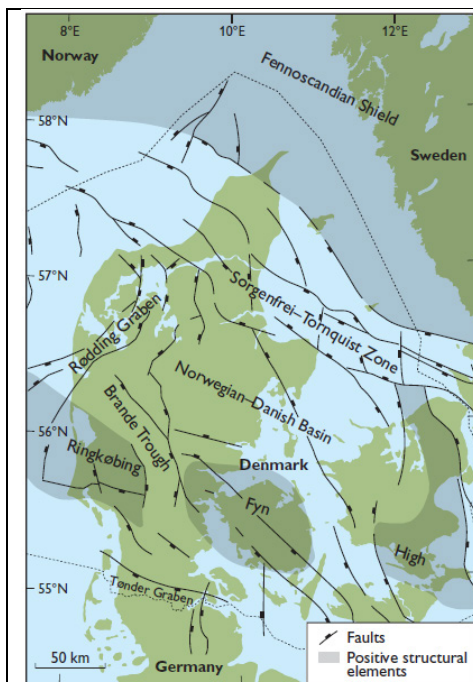 10°E
12°E
Norway
Fennoscandian Shield
58°N
Sweden
57°N
Sorgenfrei–Tornquist Zone
Rødding Graben
Norwegian–Danish Basin
Brande Trough
56°N
Ringkøbing
Denmark
Fyn
High
55°N
Tønder Graben
Faults
Positive structural
elements
50 km
Germany